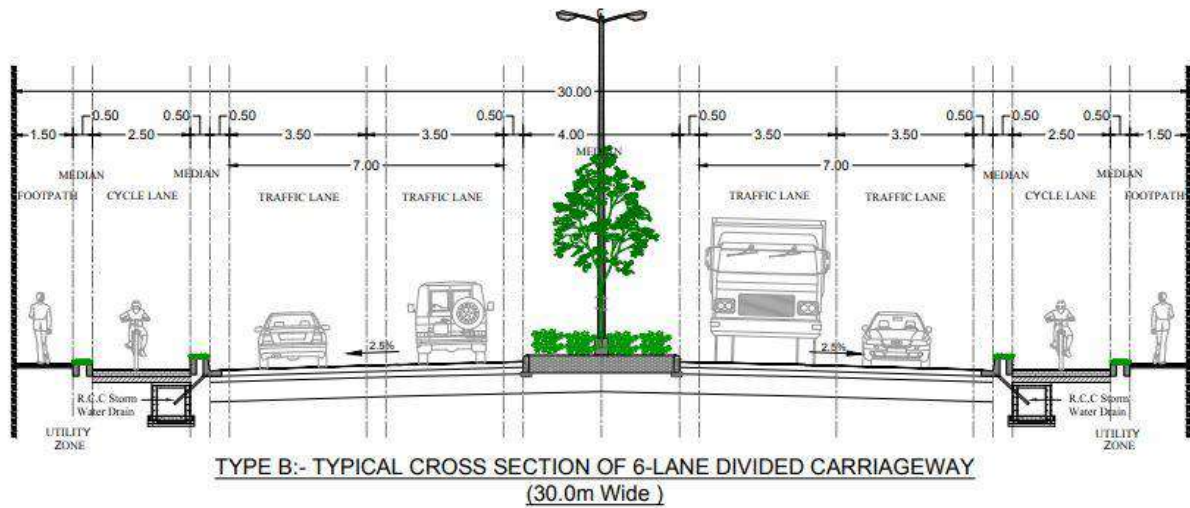 30.00
0.50 0.50 0.50 0.50 0.50 0.50 0.50 0.50
1.50 2.50 3.50 3.50 4.00 3.50 3.50 2.50 1.50
MEDIAN
7.00 7.00
MEDIAN MEDIAN MEDIAN MEDIAN
FOOTPATH CYCLE LANE TRAFFIC LANE TRAFFIC LANE TRAFFIC LANE TRAFFIC LANE CYCLE LANE FOOTPATH
2.5% 2.5%
R.C.C Storm
Water Drain
R.C.C Storm
Water Drain
UTILITY
ZONE
UTILITY
ZONE
TYPE B:- TYPICAL CROSS SECTION OF 6-LANE DIVIDED CARRIAGEWAY
(30.0m Wide )